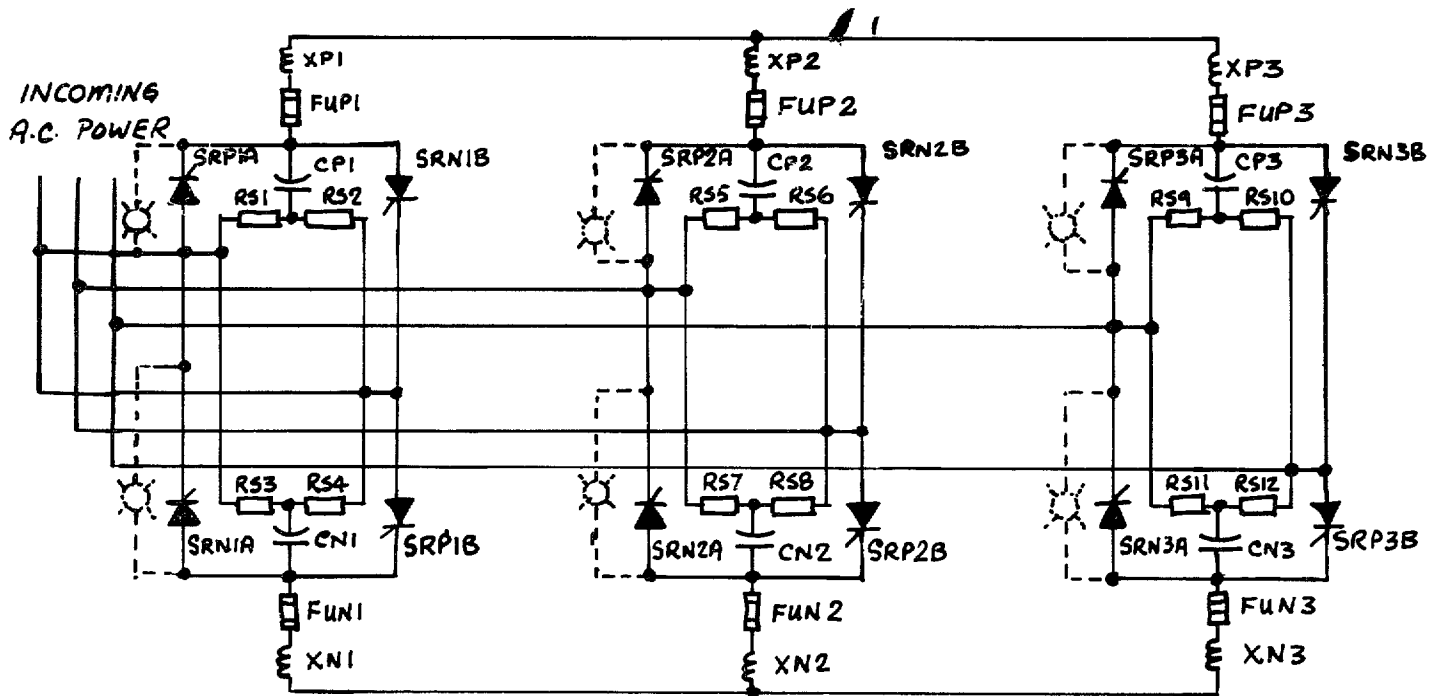 1
XP1
XP2
XP3
INCOMING
A.C. POWER
FUP1
FUP2
FUP3
SRP1A
CP1
SRN1B
SRP2A
CP2
SRN2B
SRP3A
CP3
SRN3B
RS1
RS2
RS5
RS6
RS9
RS10
RS3
RS4
RS7
RS8
RS11
RS12
SRN1A
CN1
SRP1B
SRN2A
CN2
SRP2B
SRN3A
CN3
SRP3B
FUN1
FUN2
FUN3
XN1
XN2
XN3